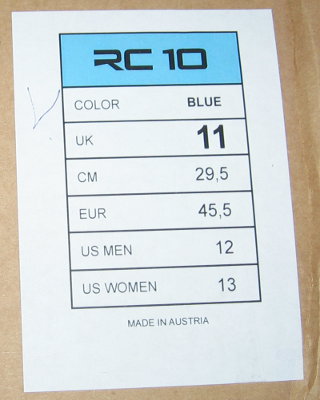 RC 10
COLOR BLUE
UK 11
CM 29,5
EUR 45,5
US MEN 12
US WOMEN 13
MADE IN AUSTRIA